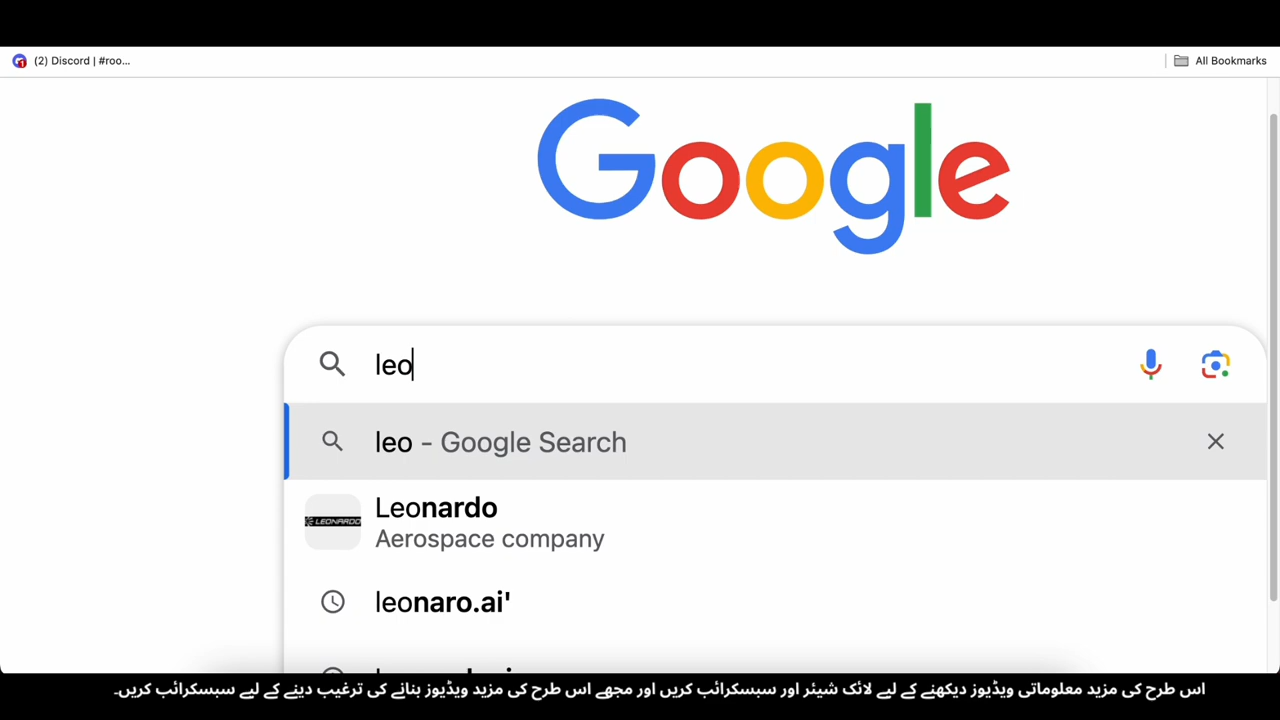 (2) Discord | #roo...
All Bookmarks
Google
leo
leo - Google Search
Leonardo
LEONARDO
Aerospace company
leonaro.ai'
اس طرح کی مزید معلوماتی ویڈیوز دیکھنے کے لیے لائک شیئر اور سبسکرائب کریں اور مجھے اس طرح کی مزید ویڈیوز بنانے کی ترغیب دینے کے لیے سبسکرائب کریں۔